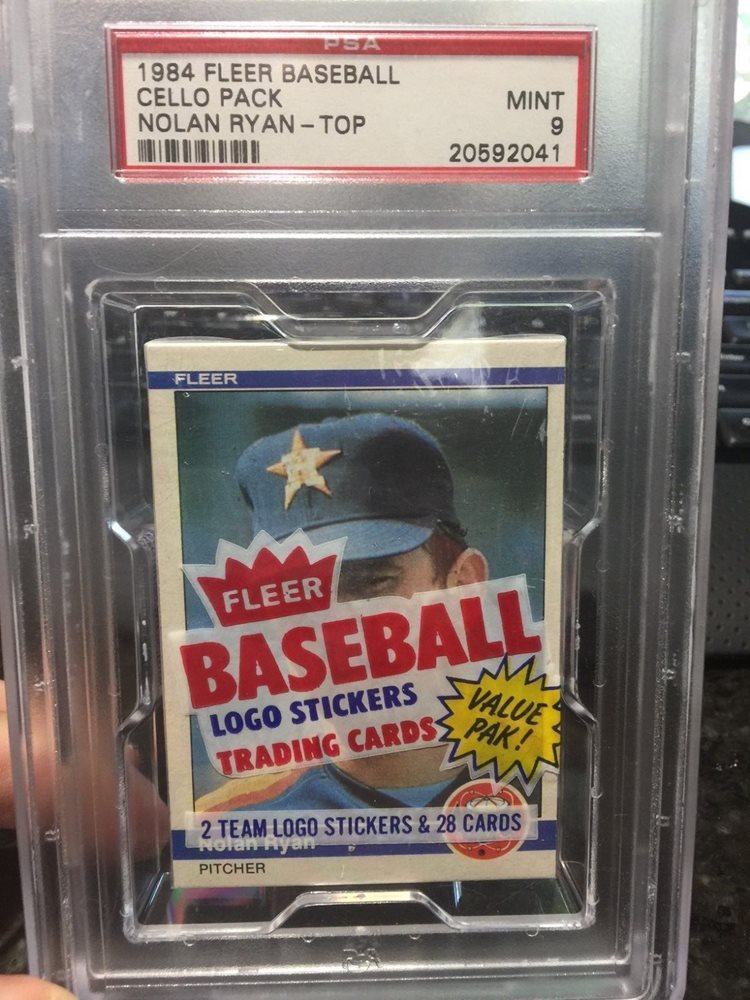 PSA
1984 FLEER BASEBALL
CELLO PACK MINT
NOLAN RYAN - TOP 9
20592041
FLEER
FLEER
BASEBALL
LOGO STICKERS
TRADING CARDS
VALUE
PAK!
2 TEAM LOGO STICKERS & 28 CARDS
Nolan Ryan
PITCHER
PSA